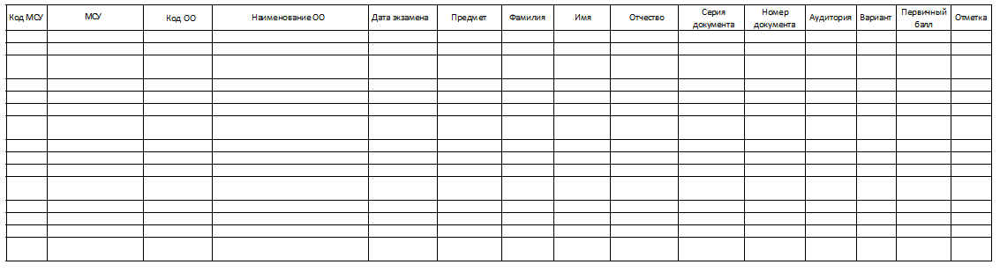 Код МСУ МСУ Код ОО Наименование ОО Дата экзамена Предмет Фамилия Имя Отчество Серия документа Номер документа Аудитория Вариант Первичный балл Отметка